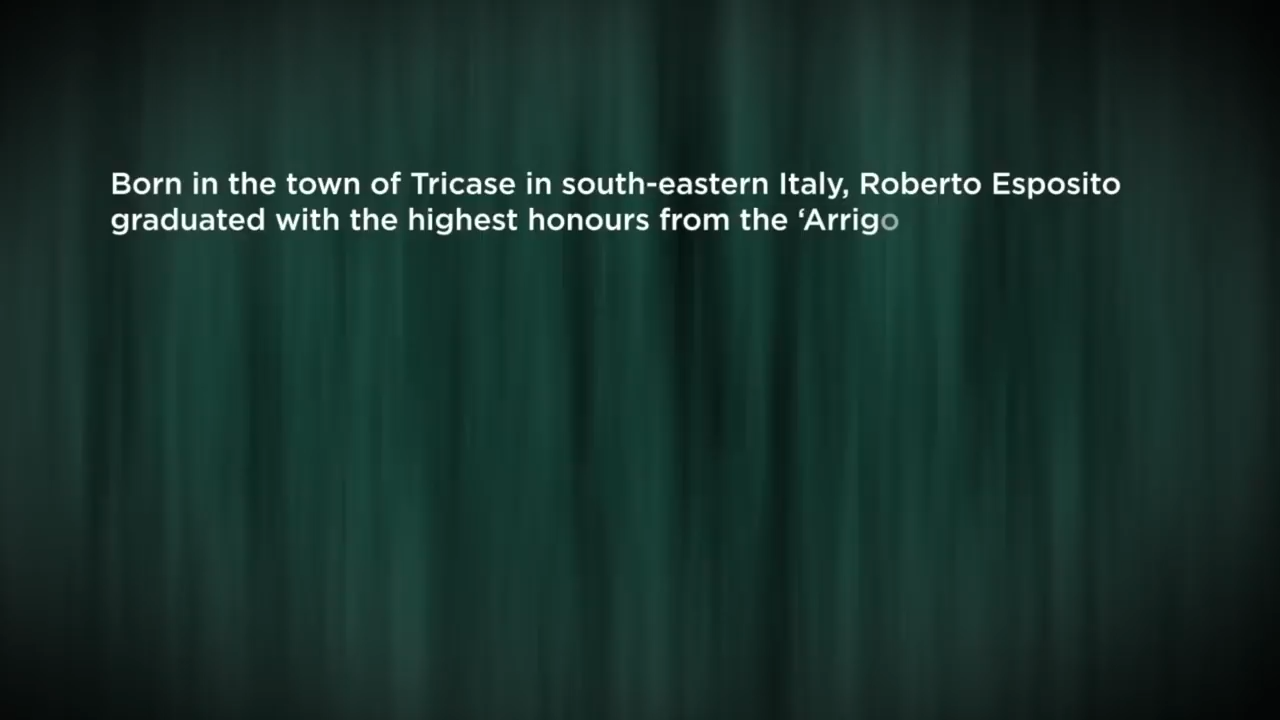 Born in the town of Tricase in south-eastern Italy, Roberto Esposito
graduated with the highest honours from the ‘Arrigo